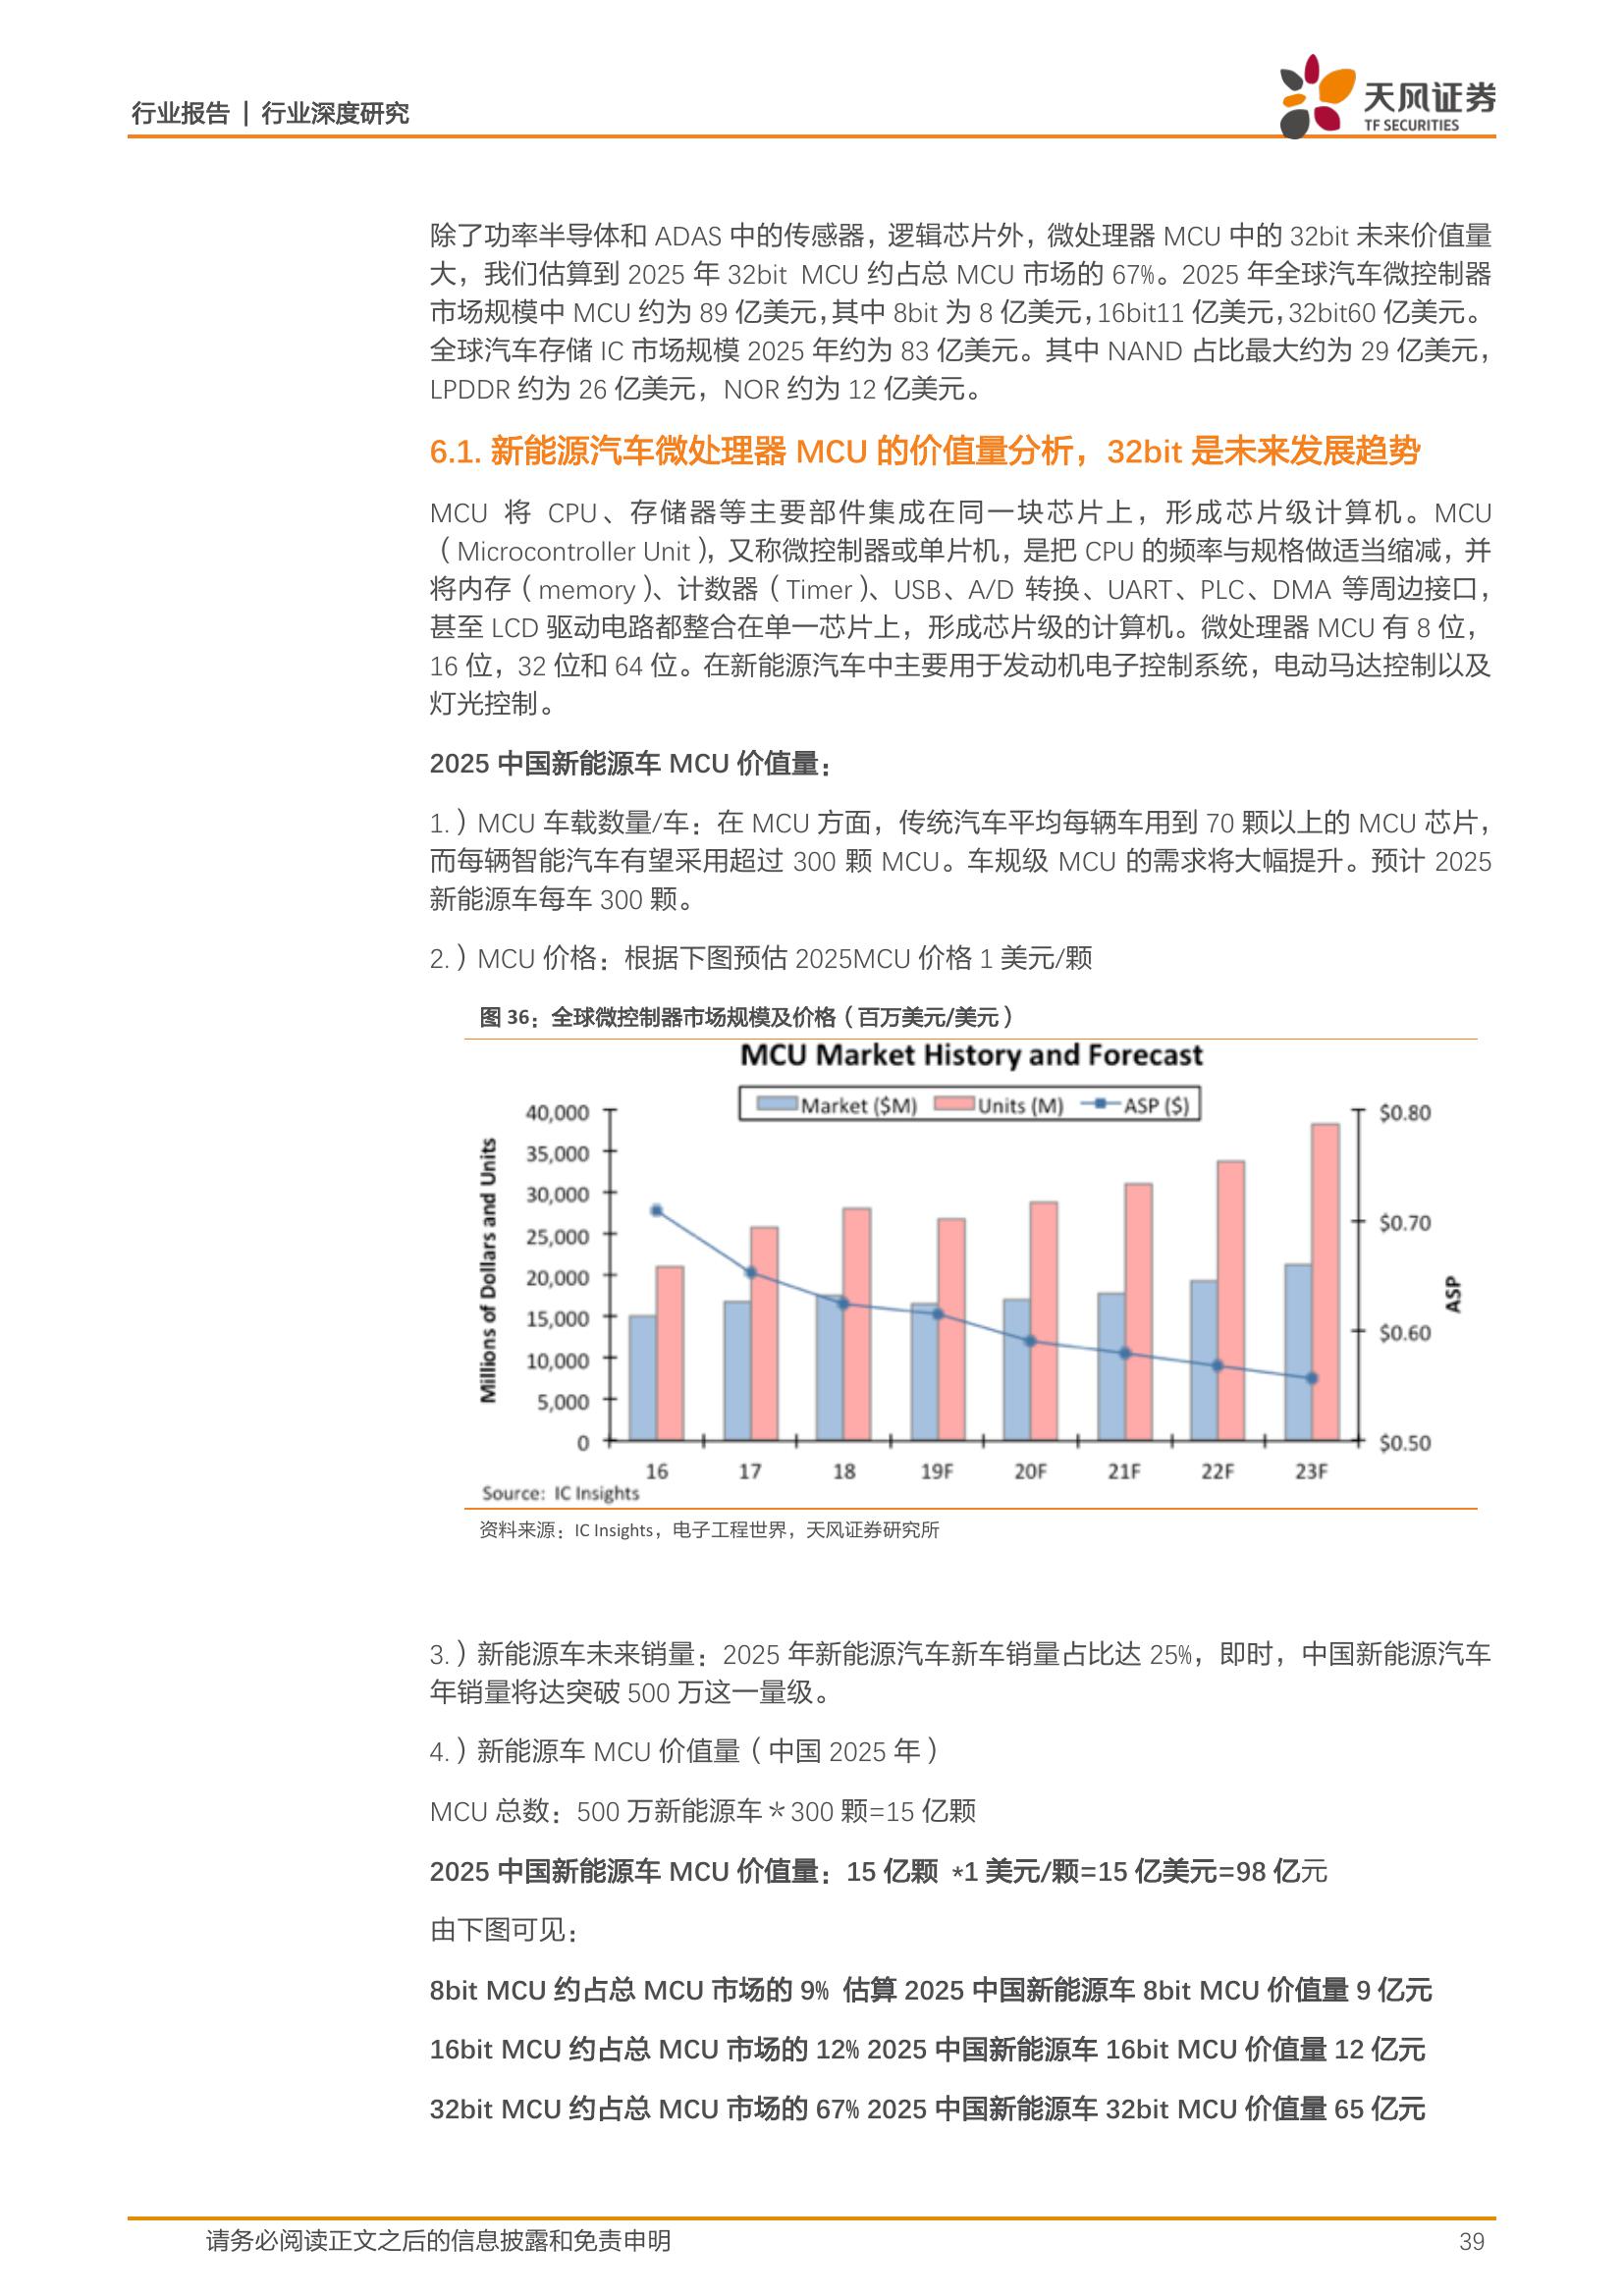 行业报告 | 行业深度研究
天风证券
TF SECURITIES
除了功率半导体和 ADAS 中的传感器，逻辑芯片外，微处理器 MCU 中的 32bit 未来价值量
大，我们估算到 2025 年 32bit MCU 约占总 MCU 市场的 67%。2025 年全球汽车微控制器
市场规模中 MCU 约为 89 亿美元，其中 8bit 为 8 亿美元，16bit11 亿美元，32bit60 亿美元。
全球汽车存储 IC 市场规模 2025 年约为 83 亿美元。其中 NAND 占比最大约为 29 亿美元，
LPDDR 约为 26 亿美元，NOR 约为 12 亿美元。
6.1. 新能源汽车微处理器 MCU 的价值量分析，32bit 是未来发展趋势
MCU 将 CPU、存储器等主要部件集成在同一块芯片上，形成芯片级计算机。MCU
（Microcontroller Unit），又称微控制器或单片机，是把 CPU 的频率与规格做适当缩减，并
将内存（memory）、计数器（Timer）、USB、A/D 转换、UART、PLC、DMA 等周边接口，
甚至 LCD 驱动电路都整合在单一芯片上，形成芯片级的计算机。微处理器 MCU 有 8 位，
16 位，32 位和 64 位。在新能源汽车中主要用于发动机电子控制系统，电动马达控制以及
灯光控制。
2025 中国新能源车 MCU 价值量：
1.）MCU 车载数量/车：在 MCU 方面，传统汽车平均每辆车用到 70 颗以上的 MCU 芯片，
而每辆智能汽车有望采用超过 300 颗 MCU。车规级 MCU 的需求将大幅提升。预计 2025
新能源车每车 300 颗。
2.）MCU 价格：根据下图预估 2025MCU 价格 1 美元/颗
图 36：全球微控制器市场规模及价格（百万美元/美元）
MCU Market History and Forecast
Market ($M) Units (M) ASP ($)
Millions of Dollars and Units
40,000
35,000
30,000
25,000
20,000
15,000
10,000
5,000
0
$0.80
$0.70
$0.60
$0.50
ASP
16 17 18 19F 20F 21F 22F 23F
Source: IC Insights
资料来源：IC Insights，电子工程世界，天风证券研究所
3.）新能源车未来销量：2025 年新能源汽车新车销量占比达 25%，即时，中国新能源汽车
年销量将达突破 500 万这一量级。
4.）新能源车 MCU 价值量（中国 2025 年）
MCU 总数：500 万新能源车＊300 颗=15 亿颗
2025 中国新能源车 MCU 价值量：15 亿颗 *1 美元/颗=15 亿美元=98 亿元
由下图可见：
8bit MCU 约占总 MCU 市场的 9% 估算 2025 中国新能源车 8bit MCU 价值量 9 亿元
16bit MCU 约占总 MCU 市场的 12% 2025 中国新能源车 16bit MCU 价值量 12 亿元
32bit MCU 约占总 MCU 市场的 67% 2025 中国新能源车 32bit MCU 价值量 65 亿元
请务必阅读正文之后的信息披露和免责申明
39